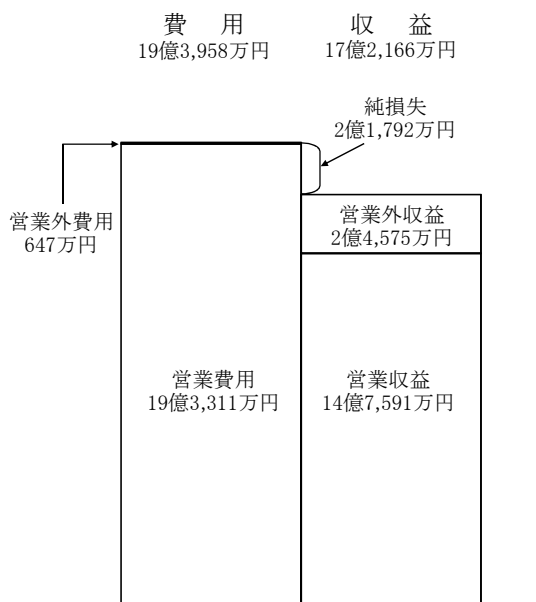 費　用
19億3,958万円
収　益
17億2,166万円
純損失
2億1,792万円
営業外費用
647万円
営業外収益
2億4,575万円
営業費用
19億3,311万円
営業収益
14億7,591万円